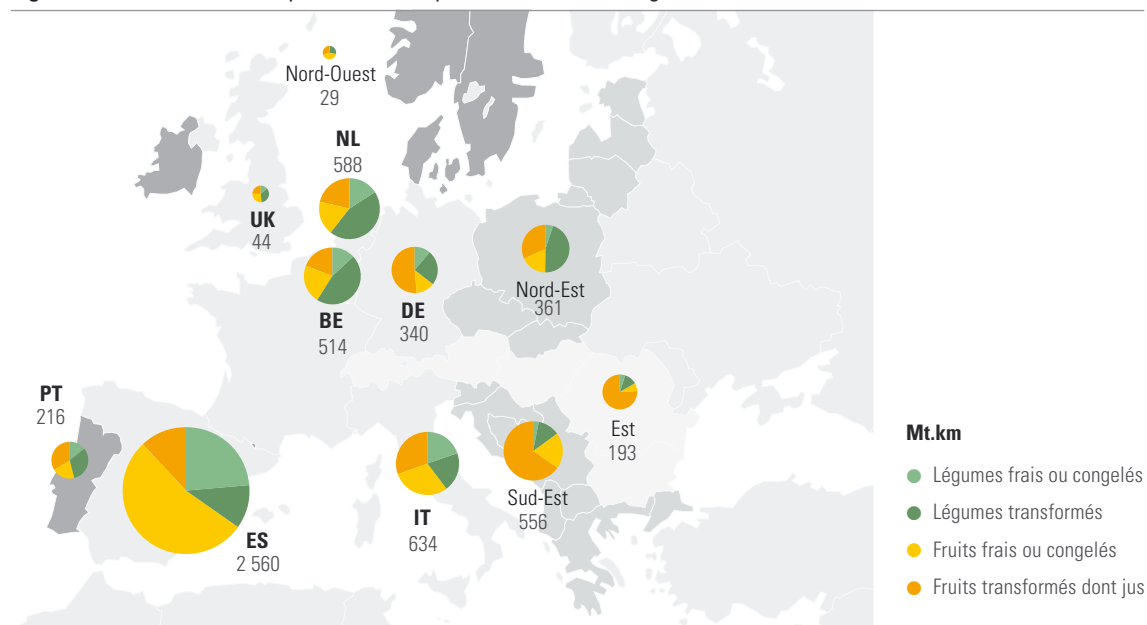 Nord-Ouest
29
NL
588
UK
44
BE
514
DE
340
Nord-Est
361
PT
216
ES
2 560
IT
634
Sud-Est
556
Est
193
Mt.km
Légumes frais ou congelés
Légumes transformés
Fruits frais ou congelés
Fruits transformés dont jus